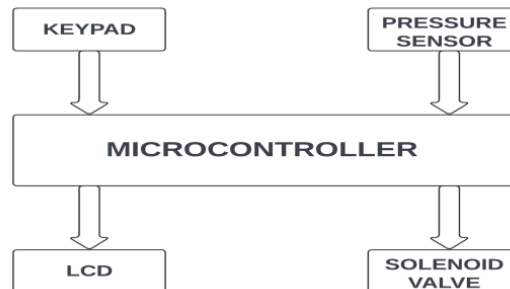 KEYPAD
PRESSURE
SENSOR
MICROCONTROLLER
LCD
SOLENOID
VALVE